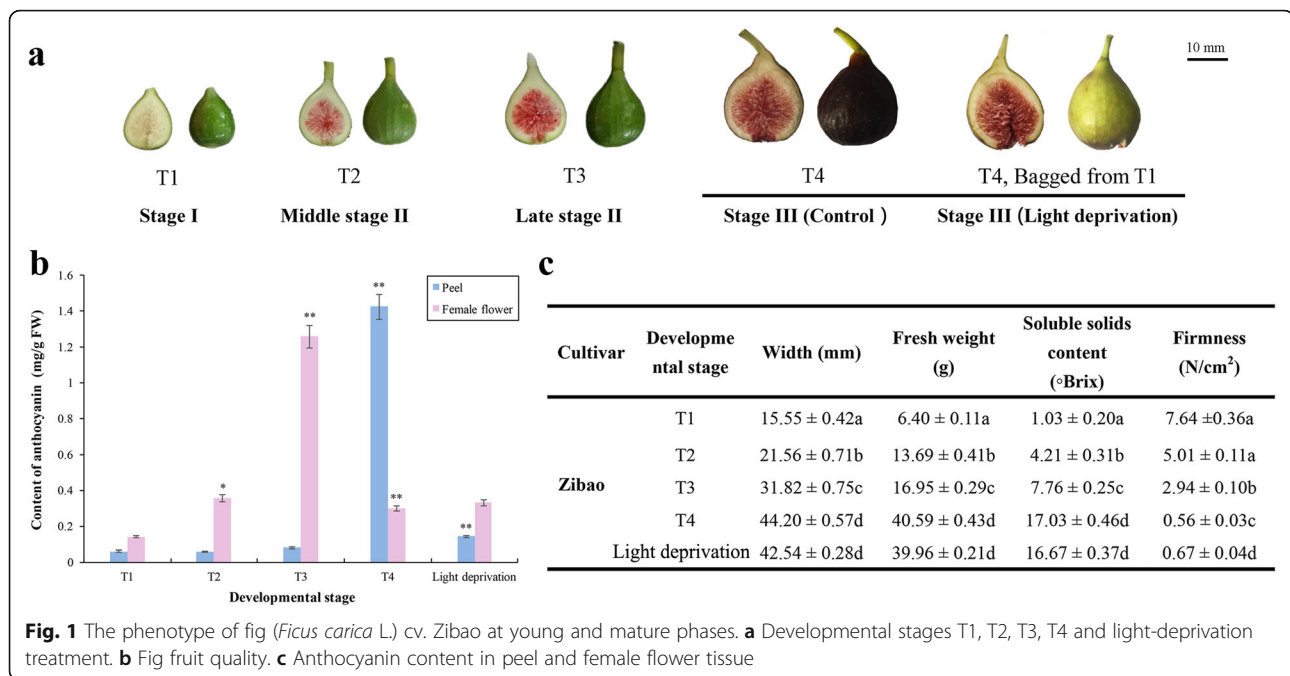 a
10 mm
T1
T2
T3
T4
T4, Bagged from T1
Stage I
Middle stage II
Late stage II
Stage III (Control )
Stage III (Light deprivation)
b
Content of anthocyanin (mg/g FW)
1.6
1.4
1.2
1
0.8
0.6
0.4
0.2
0
Peel
Female flower
*
**
**
**
**
T1
T2
T3
T4
Light deprivation
Developmental stage
c
Cultivar
Developme
ntal stage
Width (mm)
Fresh weight
(g)
Soluble solids
content
(∘Brix)
Firmness
(N/cm²)
Zibao
T1 15.55 ± 0.42a 6.40 ± 0.11a 1.03 ± 0.20a 7.64 ±0.36a
T2 21.56 ± 0.71b 13.69 ± 0.41b 4.21 ± 0.31b 5.01 ± 0.11a
T3 31.82 ± 0.75c 16.95 ± 0.29c 7.76 ± 0.25c 2.94 ± 0.10b
T4 44.20 ± 0.57d 40.59 ± 0.43d 17.03 ± 0.46d 0.56 ± 0.03c
Light deprivation 42.54 ± 0.28d 39.96 ± 0.21d 16.67 ± 0.37d 0.67 ± 0.04d
Fig. 1 The phenotype of fig (Ficus carica L.) cv. Zibao at young and mature phases. a Developmental stages T1, T2, T3, T4 and light-deprivation
treatment. b Fig fruit quality. c Anthocyanin content in peel and female flower tissue